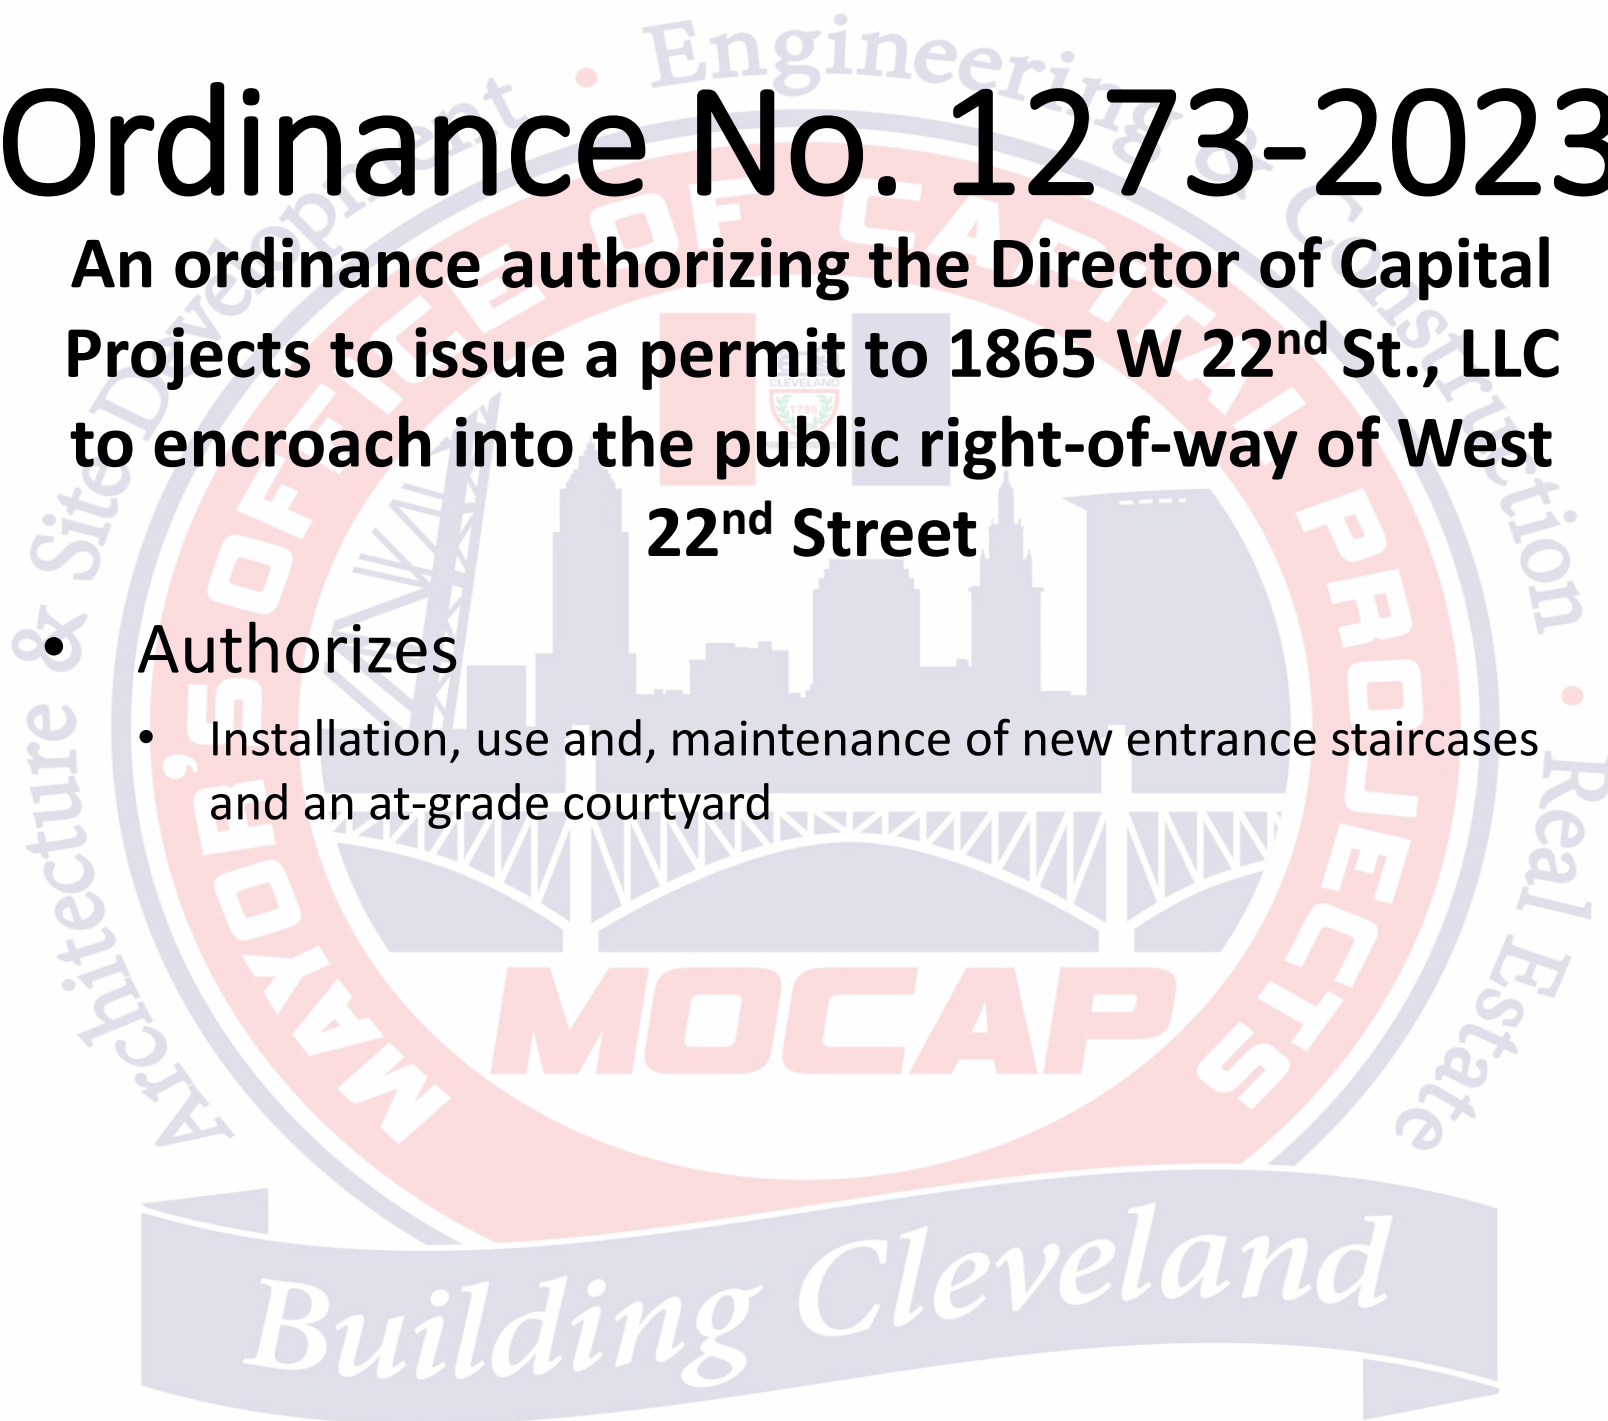 Ordinance No. 1273-2023
An ordinance authorizing the Director of Capital
Projects to issue a permit to 1865 W 22nd St., LLC
to encroach into the public right-of-way of West
22nd Street
• Authorizes
• Installation, use and, maintenance of new entrance staircases
and an at-grade courtyard
Architecture & Site Development • Engineering & Construction • Real Estate
MAYOR'S OFFICE OF CAPITAL PROJECTS
CLEVELAND
1796
MOCAP
Building Cleveland